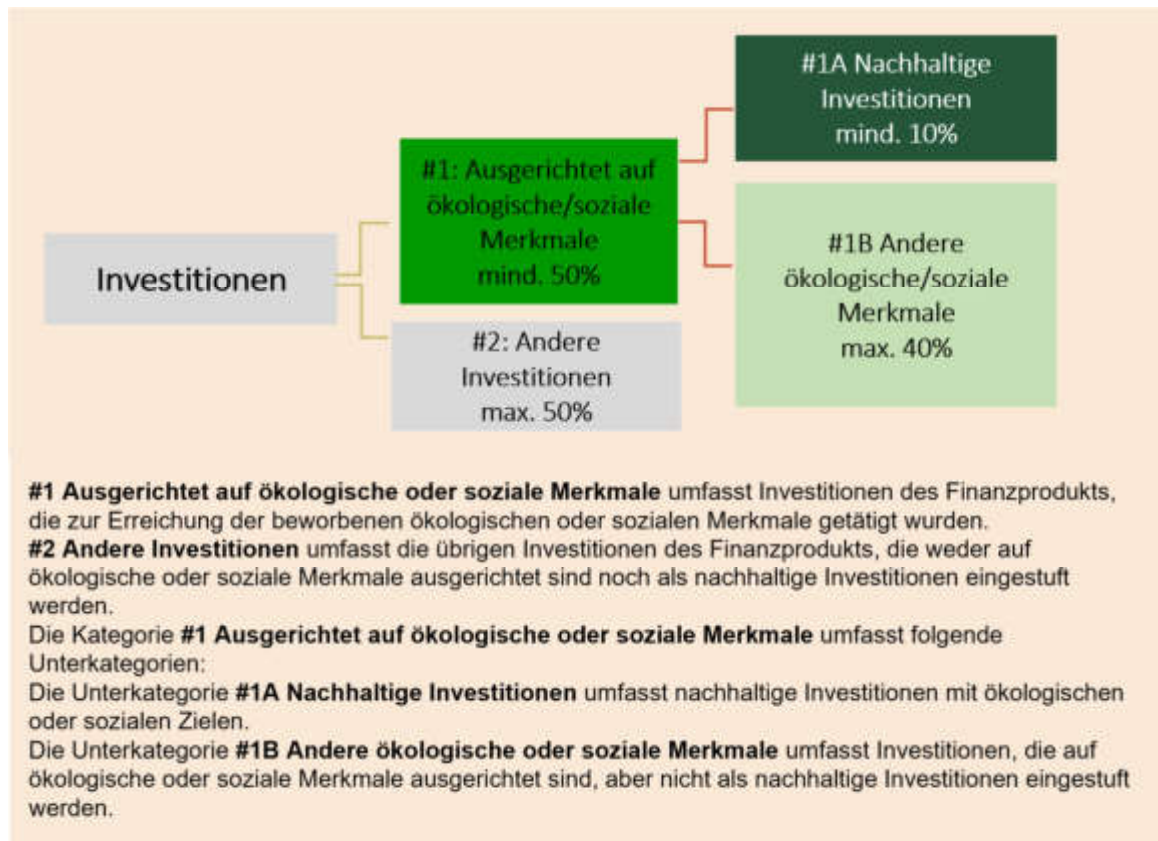 #1A Nachhaltige
Investitionen
mind. 10%
#1: Ausgerichtet auf
ökologische/soziale
Merkmale
mind. 50%
#1B Andere
ökologische/soziale
Merkmale
max. 40%
Investitionen
#2: Andere
Investitionen
max. 50%
#1 Ausgerichtet auf ökologische oder soziale Merkmale umfasst Investitionen des Finanzprodukts,
die zur Erreichung der beworbenen ökologischen oder sozialen Merkmale getätigt wurden.
#2 Andere Investitionen umfasst die übrigen Investitionen des Finanzprodukts, die weder auf
ökologische oder soziale Merkmale ausgerichtet sind noch als nachhaltige Investitionen eingestuft
werden.
Die Kategorie #1 Ausgerichtet auf ökologische oder soziale Merkmale umfasst folgende
Unterkategorien:
Die Unterkategorie #1A Nachhaltige Investitionen umfasst nachhaltige Investitionen mit ökologischen
oder sozialen Zielen.
Die Unterkategorie #1B Andere ökologische oder soziale Merkmale umfasst Investitionen, die auf
ökologische oder soziale Merkmale ausgerichtet sind, aber nicht als nachhaltige Investitionen eingestuft
werden.